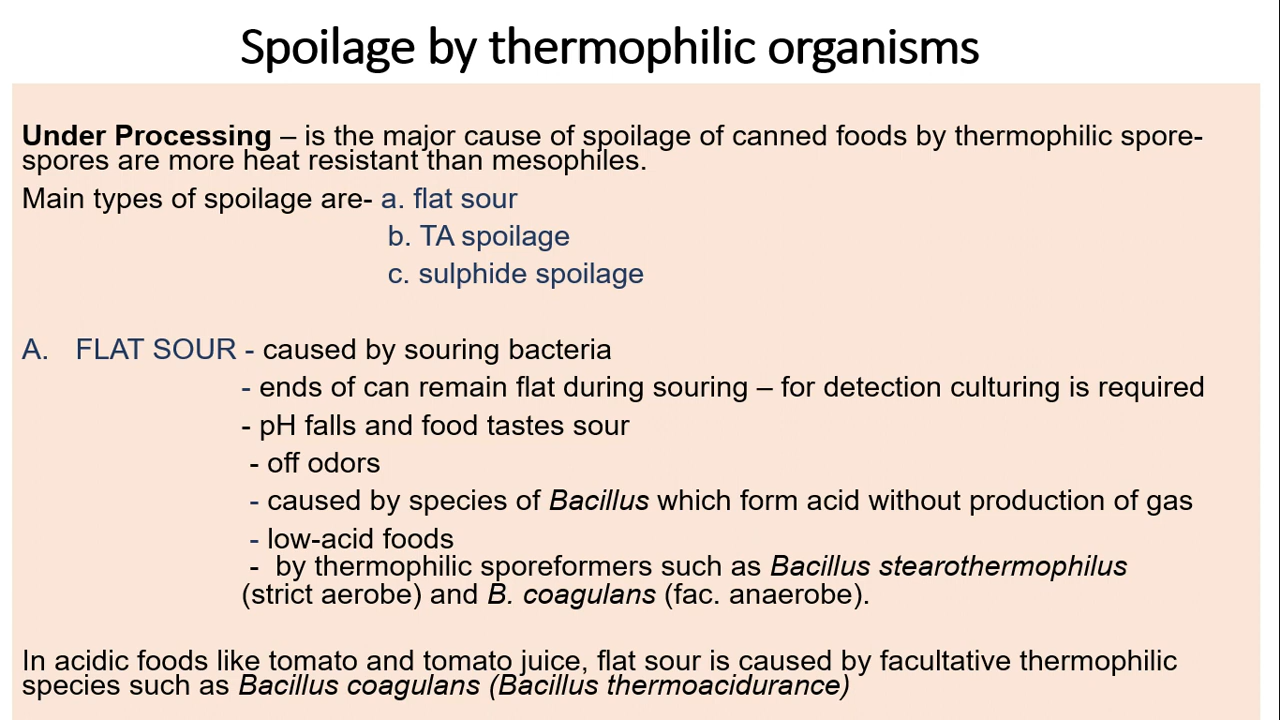 Spoilage by thermophilic organisms
Under Processing – is the major cause of spoilage of canned foods by thermophilic spore-
spores are more heat resistant than mesophiles.
Main types of spoilage are- a. flat sour
b. TA spoilage
c. sulphide spoilage
A. FLAT SOUR - caused by souring bacteria
- ends of can remain flat during souring – for detection culturing is required
- pH falls and food tastes sour
- off odors
- caused by species of Bacillus which form acid without production of gas
- low-acid foods
- by thermophilic sporeformers such as Bacillus stearothermophilus
(strict aerobe) and B. coagulans (fac. anaerobe).
In acidic foods like tomato and tomato juice, flat sour is caused by facultative thermophilic
species such as Bacillus coagulans (Bacillus thermoacidurance)